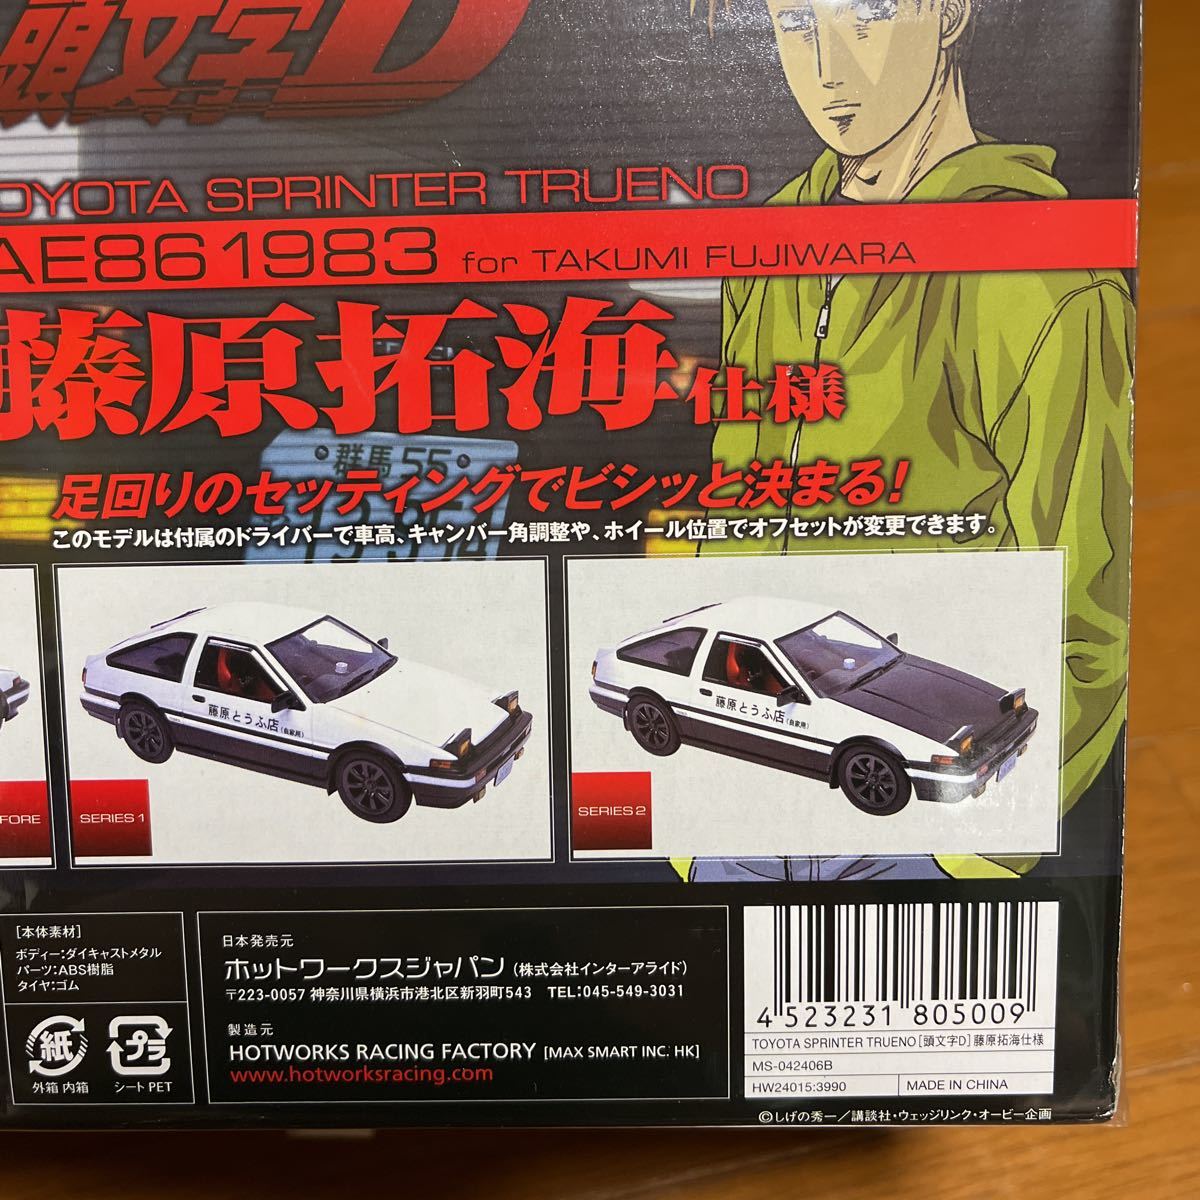 頭文字D
TOYOTA SPRINTER TRUENO
AE86 1983 for TAKUMI FUJIWARA
藤原拓海仕様
群馬55
足回りのセッティングでビシッと決まる!
このモデルは付属のドライバーで車高、キャンバー角調整や、ホイール位置でオフセットが変更できます。
藤原とうふ店(自家用)
藤原とうふ店(自家用)
FORE
SERIES 1
SERIES 2
[本体素材]
ボディー:ダイキャストメタル
パーツ:ABS樹脂
タイヤ:ゴム
紙
プラ
外箱 内箱
シートPET
日本発売元
ホットワークスジャパン(株式会社インターアライド)
〒223-0057 神奈川県横浜市港北区新羽町543 TEL:045-549-3031
製造元
HOTWORKS RACING FACTORY [MAX SMART INC. HK]
www.hotworksracing.com
4 523231 805009
TOYOTA SPRINTER TRUENO[頭文字D]藤原拓海仕様
MS-042406B
HW24015:3990
MADE IN CHINA
©しげの秀一/講談社・ウェッジリンク・オービー企画